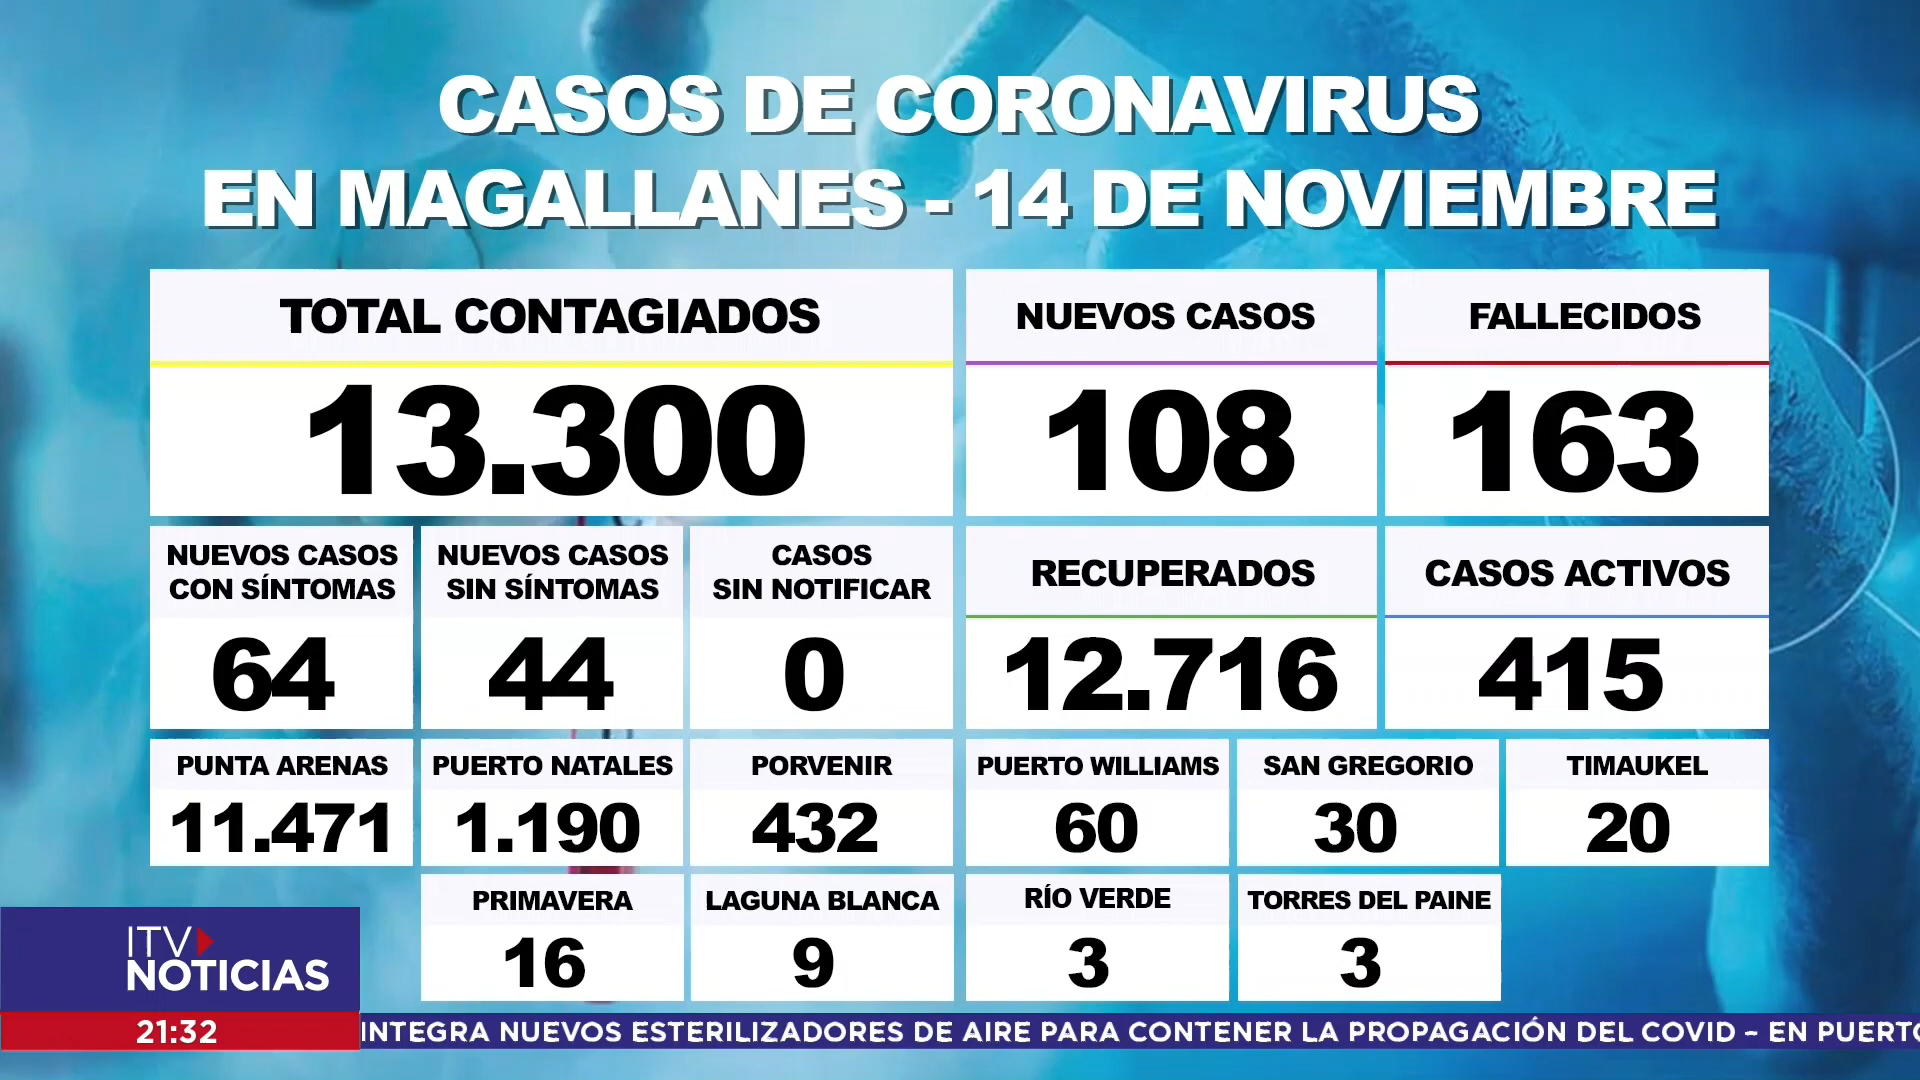 CASOS DE CORONAVIRUS
EN MAGALLANES - 14 DE NOVIEMBRE
TOTAL CONTAGIADOS
13.300
NUEVOS CASOS
108
FALLECIDOS
163
NUEVOS CASOS
CON SÍNTOMAS
64
NUEVOS CASOS
SIN SÍNTOMAS
44
CASOS
SIN NOTIFICAR
0
RECUPERADOS
12.716
CASOS ACTIVOS
415
PUNTA ARENAS
11.471
PUERTO NATALES
1.190
PORVENIR
432
PUERTO WILLIAMS
60
SAN GREGORIO
30
TIMAUKEL
20
PRIMAVERA
16
LAGUNA BLANCA
9
RÍO VERDE
3
TORRES DEL PAINE
3
ITV
NOTICIAS
21:32
INTEGRA NUEVOS ESTERILIZADORES DE AIRE PARA CONTENER LA PROPAGACIÓN DEL COVID – EN PUERTO